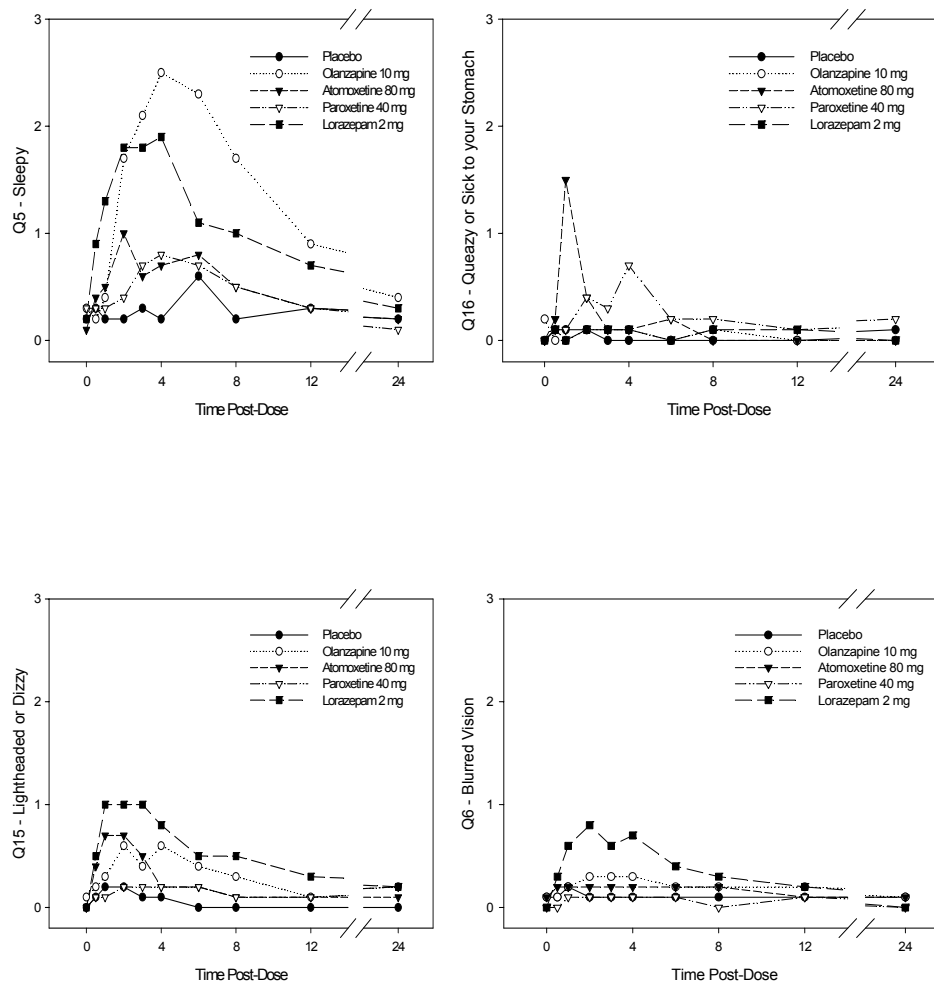 3
2
1
0
Q5 - Sleepy
Placebo
Olanzapine 10 mg
Atomoxetine 80 mg
Paroxetine 40 mg
Lorazepam 2 mg
0 4 8 12 24
Time Post-Dose
3
2
1
0
Q16 - Queazy or Sick to your Stomach
Placebo
Olanzapine 10 mg
Atomoxetine 80 mg
Paroxetine 40 mg
Lorazepam 2 mg
0 4 8 12 24
Time Post-Dose
3
2
1
0
Q15 - Lightheaded or Dizzy
Placebo
Olanzapine 10 mg
Atomoxetine 80 mg
Paroxetine 40 mg
Lorazepam 2 mg
0 4 8 12 24
Time Post-Dose
3
2
1
0
Q6 - Blurred Vision
Placebo
Olanzapine 10 mg
Atomoxetine 80 mg
Paroxetine 40 mg
Lorazepam 2 mg
0 4 8 12 24
Time Post-Dose